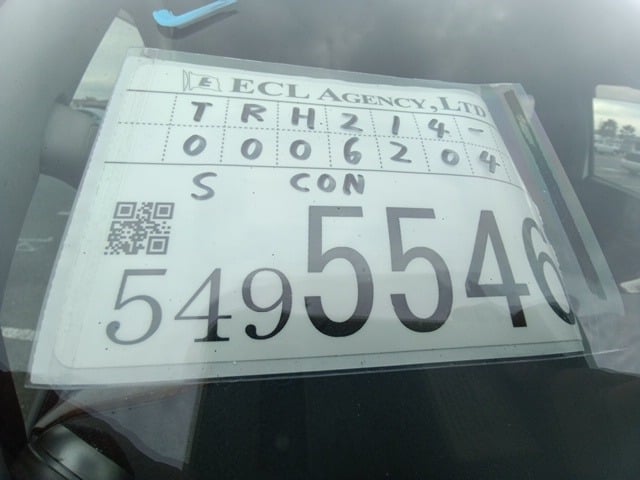 ECL AGENCY,LTD
TRH214-
0006204
S CON
5495546